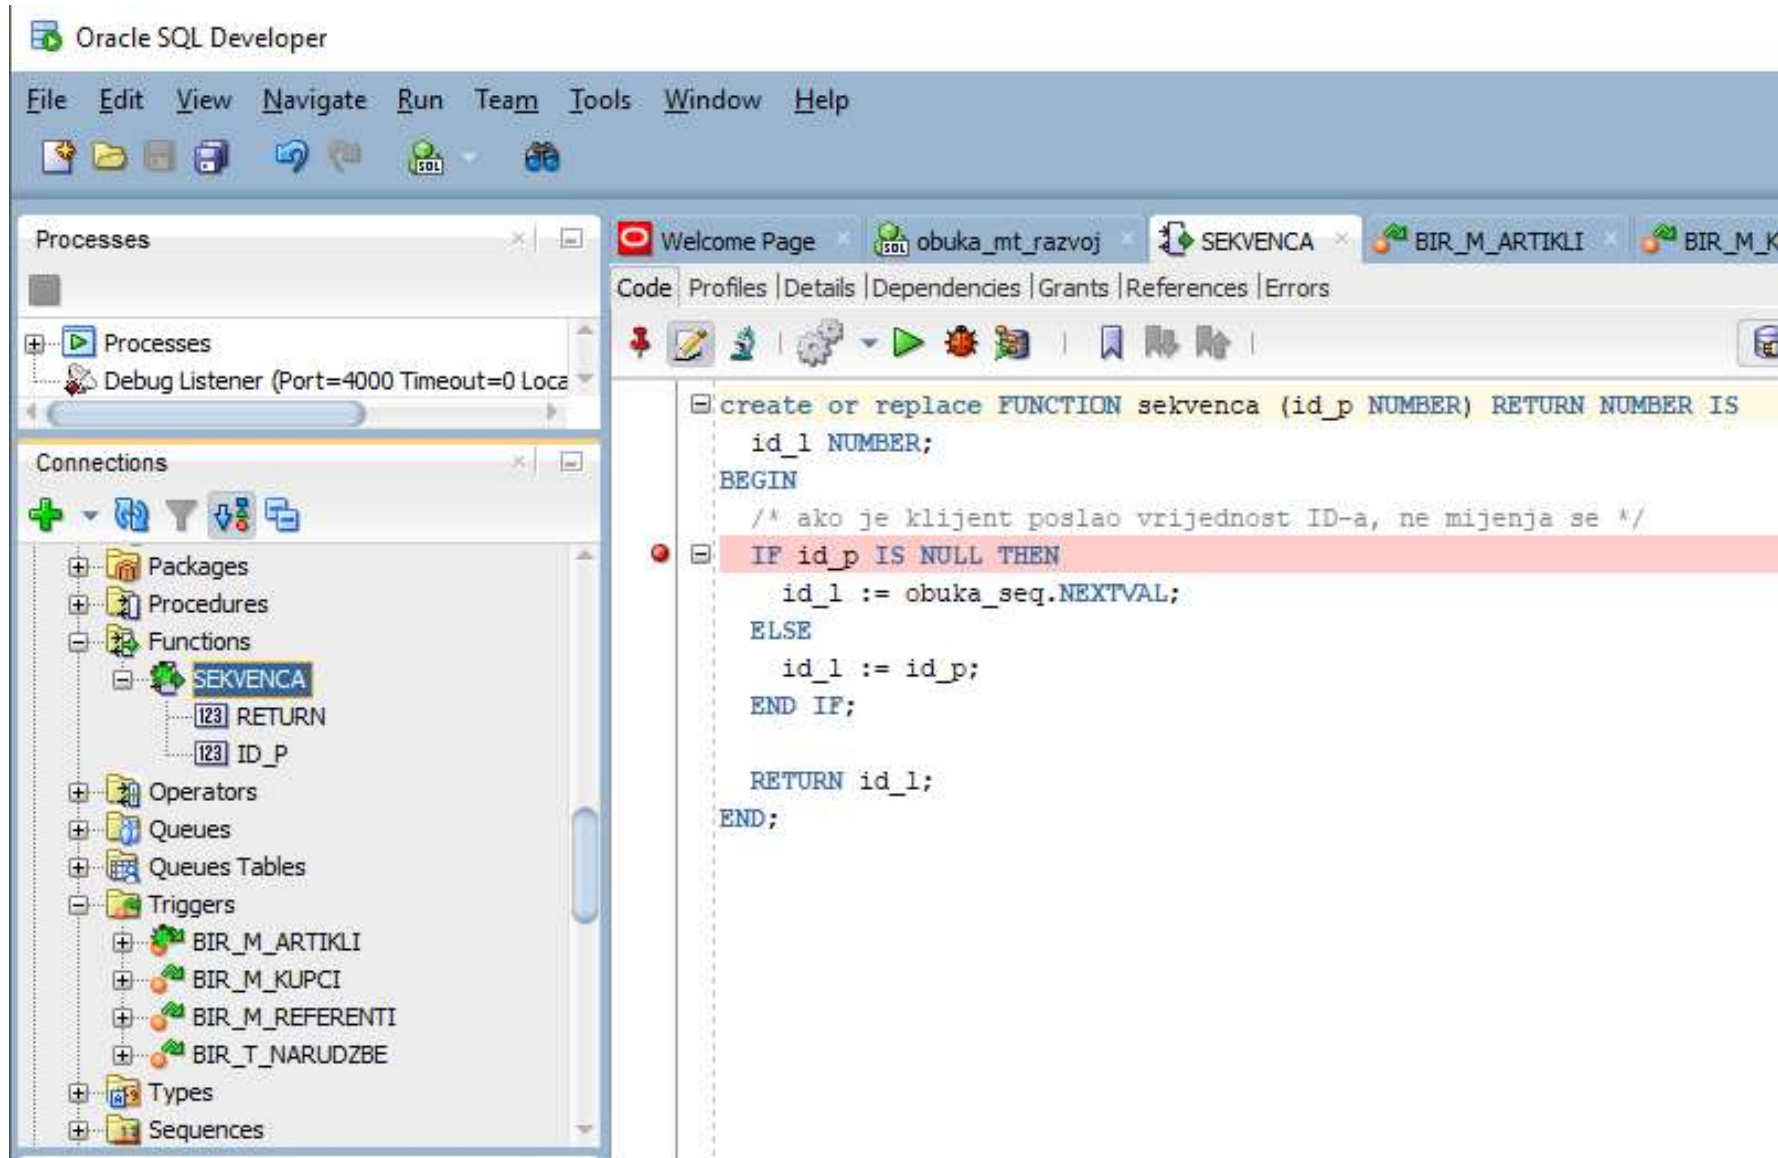 Oracle SQL Developer
File Edit View Navigate Run Team Tools Window Help
SQL
Processes
Processes
Debug Listener (Port=4000 Timeout=0 Loca
Connections
Packages
Procedures
Functions
SEKVENCA
123 RETURN
123 ID_P
Operators
Queues
Queues Tables
Triggers
BIR_M_ARTIKLI
BIR_M_KUPCI
BIR_M_REFERENTI
BIR_T_NARUDZBE
Types
Sequences
Welcome Page obuka_mt_razvoj SEKVENCA BIR_M_ARTIKLI BIR_M_K
Code Profiles |Details |Dependencies |Grants |References |Errors
create or replace FUNCTION sekvenca (id_p NUMBER) RETURN NUMBER IS
id_l NUMBER;
BEGIN
/* ako je klijent poslao vrijednost ID-a, ne mijenja se */
IF id_p IS NULL THEN
id_l := obuka_seq.NEXTVAL;
ELSE
id_l := id_p;
END IF;
RETURN id_l;
END;